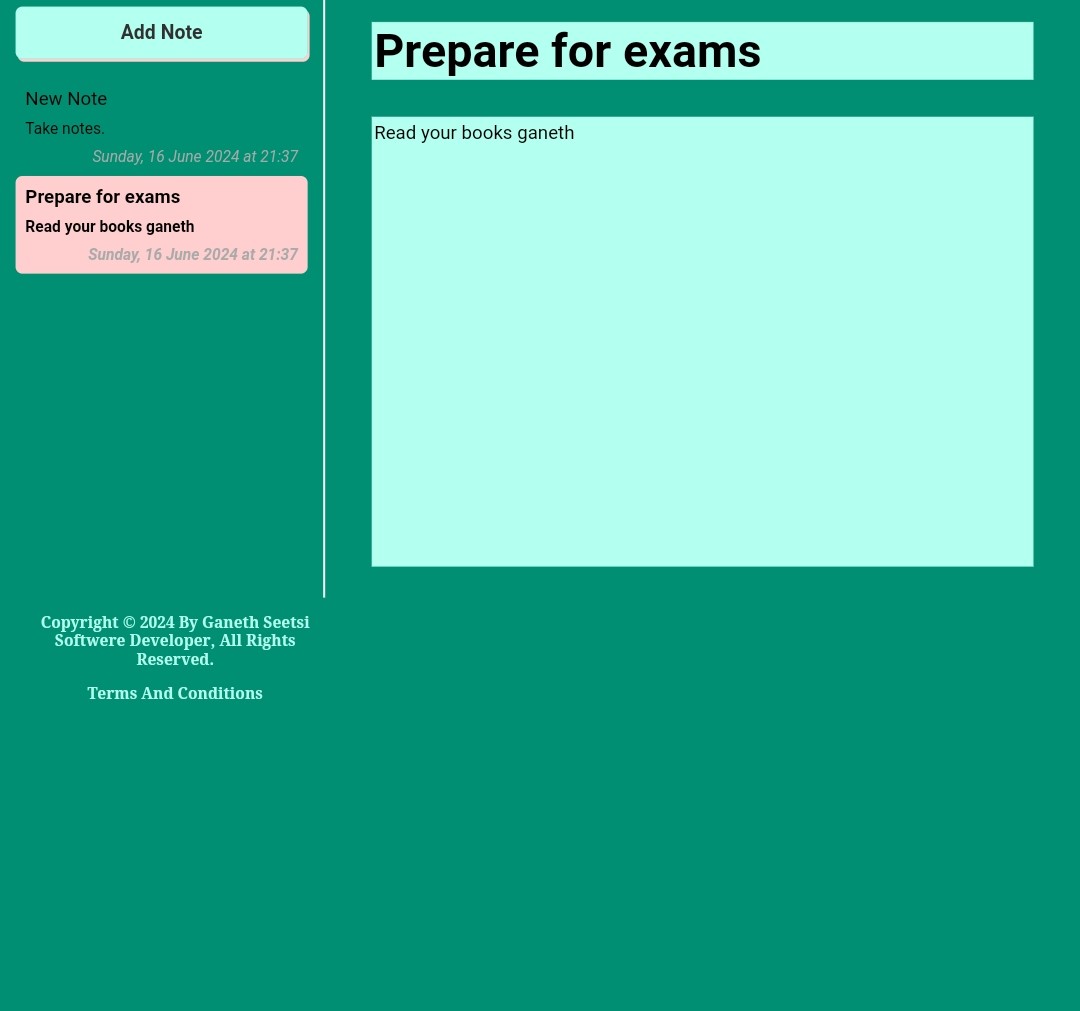 Add Note
New Note
Take notes.
Sunday, 16 June 2024 at 21:37
Prepare for exams
Read your books ganeth
Sunday, 16 June 2024 at 21:37
Prepare for exams
Read your books ganeth
Copyright © 2024 By Ganeth Seetsi
Softwere Developer, All Rights
Reserved.
Terms And Conditions